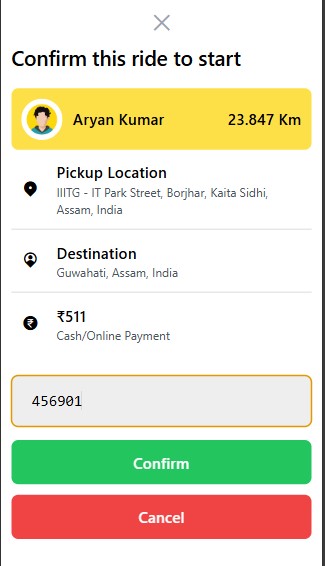 Confirm this ride to start
Aryan Kumar 23.847 Km
Pickup Location
IIITG - IT Park Street, Borjhar, Kaita Sidhi,
Assam, India
Destination
Guwahati, Assam, India
₹511
Cash/Online Payment
456901
Confirm
Cancel